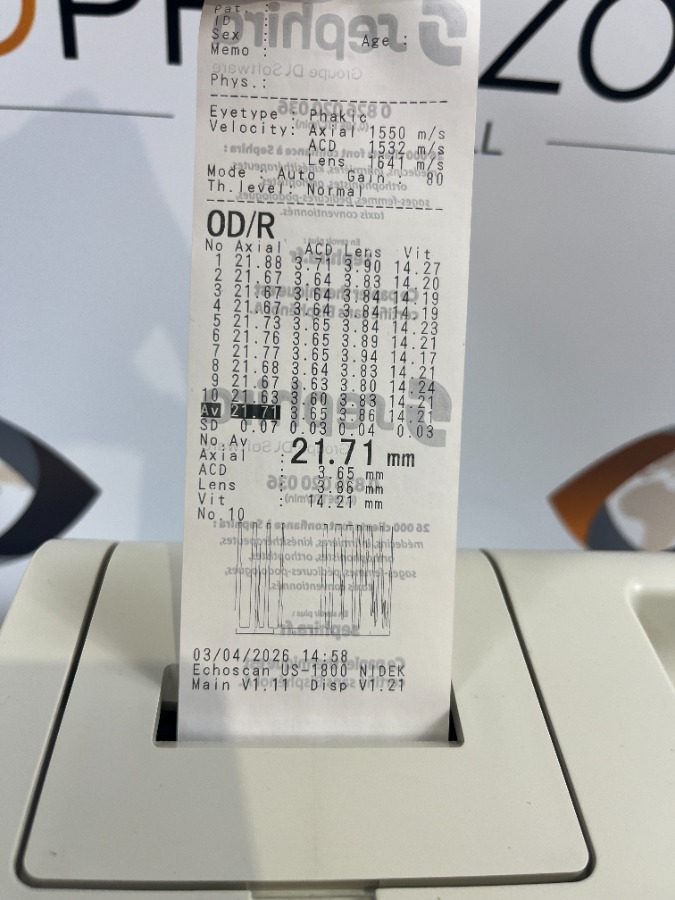 Pat. :
ID :
Sex : Age :
Memo :
Phys.:
Eyetype : Phakic
Velocity: Axial 1550 m/s
ACD 1532 m/s
Lens 1641 m/s
Mode : Auto Gain : 80
Th.level: Normal
OD/R
No Axial ACD Lens Vit
1 21.88 3.71 3.90 14.27
2 21.67 3.64 3.83 14.20
3 21.67 3.64 3.84 14.19
4 21.67 3.64 3.84 14.19
5 21.73 3.65 3.84 14.23
6 21.76 3.65 3.89 14.21
7 21.77 3.65 3.94 14.17
8 21.68 3.64 3.83 14.21
9 21.67 3.63 3.80 14.24
10 21.63 3.60 3.83 14.21
Av 21.71 3.65 3.86 14.21
SD 0.07 0.03 0.04 0.03
No.Av
Axial : 21.71 mm
ACD : 3.65 mm
Lens : 3.86 mm
Vit : 14.21 mm
No.10
03/04/2026 14:58
Echoscan US-1800 NIDEK
Main V1.11 Disp V1.21